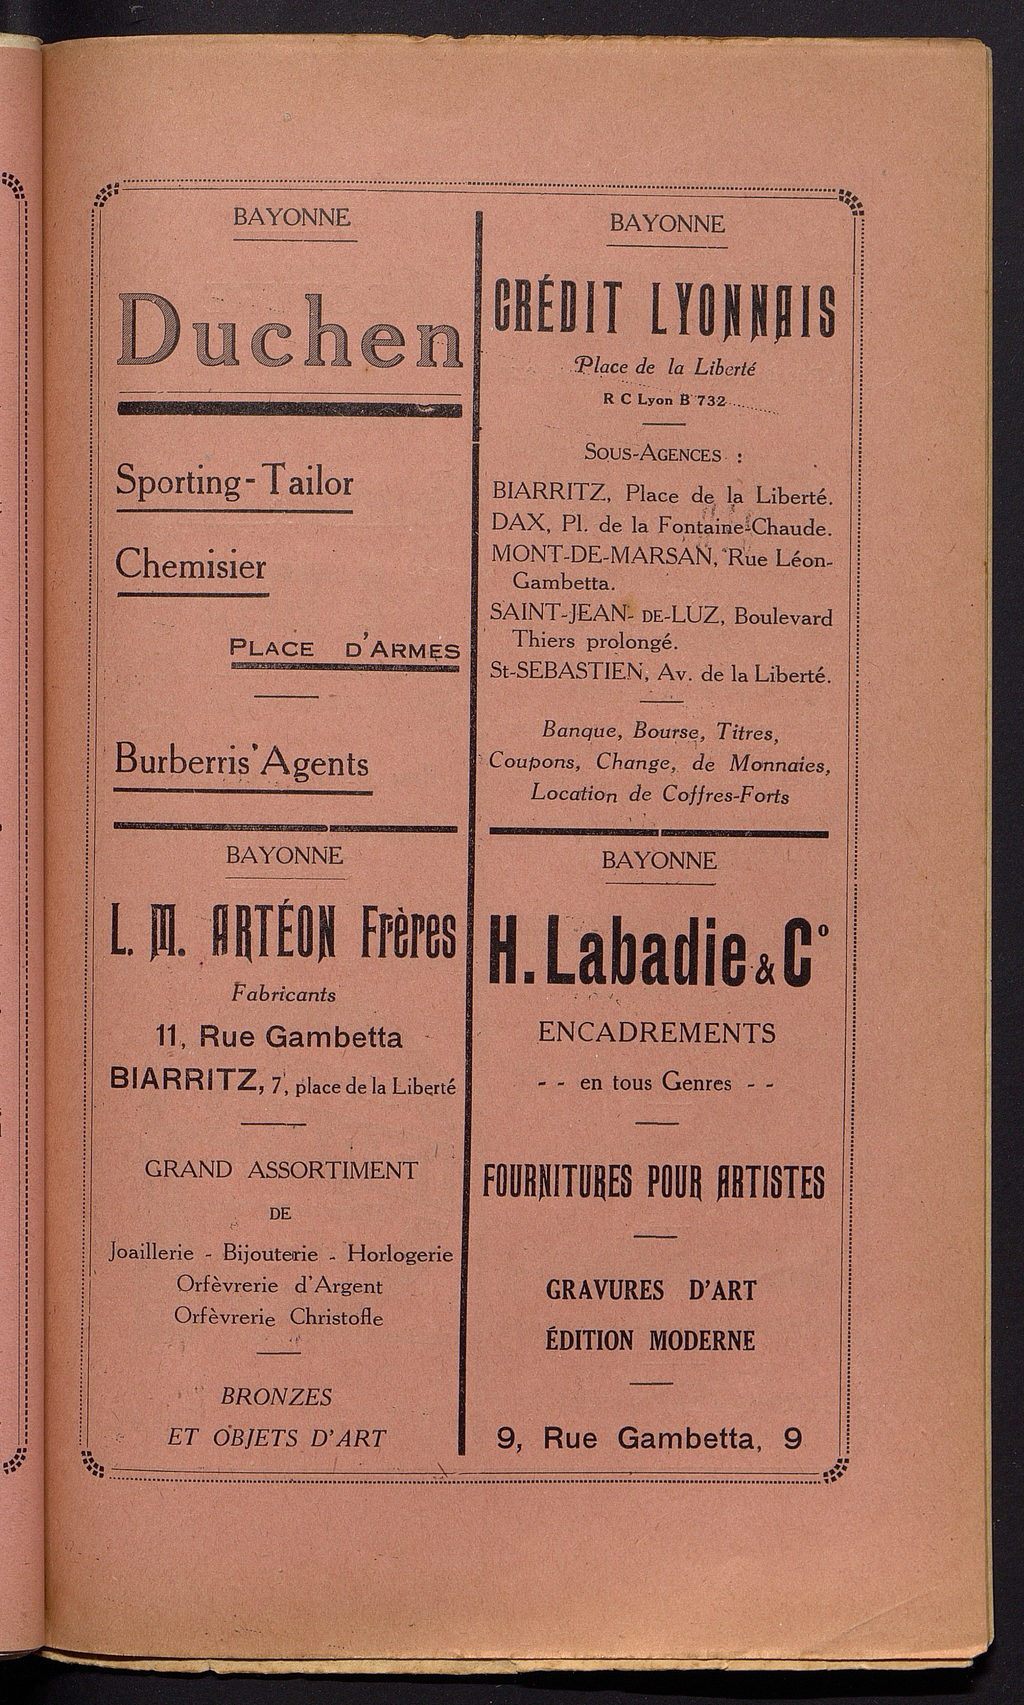 BAYONNE
Duchen
Sporting-Tailor
Chemisier
PLACE D'ARMES
Burberris' Agents
BAYONNE
CRÉDIT LYONNAIS
Place de la Liberté
R C Lyon B 732
SOUS-AGENCES :
BIARRITZ, Place de la Liberté.
DAX, Pl. de la Fontaine-Chaude.
MONT-DE-MARSAN, Rue Léon-
Gambetta.
SAINT-JEAN- DE-LUZ, Boulevard
Thiers prolongé.
St-SEBASTIEN, Av. de la Liberté.
Banque, Bourse, Titres,
Coupons, Change, de Monnaies,
Location de Coffres-Forts
BAYONNE
L. M. ARTÉON Frères
Fabricants
11, Rue Gambetta
BIARRITZ, 7, place de la Liberté
GRAND ASSORTIMENT
DE
Joaillerie - Bijouterie - Horlogerie
Orfèvrerie d'Argent
Orfèvrerie Christofle
BRONZES
ET OBJETS D'ART
BAYONNE
H. Labadie & Cº
ENCADREMENTS
- - en tous Genres - -
FOURNITURES POUR ARTISTES
GRAVURES D'ART
ÉDITION MODERNE
9, Rue Gambetta, 9